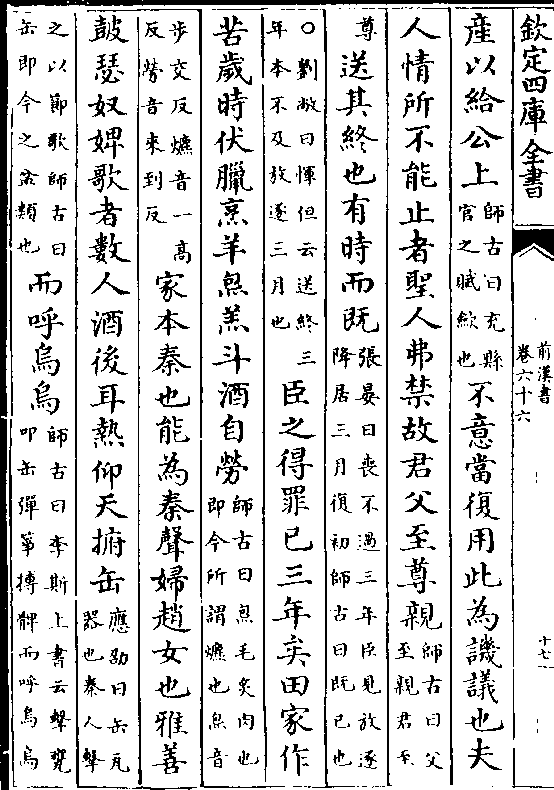 欽定四庫全書
前漢書
卷六十六
十七
產以給公上師古曰充縣官之賦斂也不意當復用此為譏議也夫
人情所不能止者聖人弗禁故君父至尊親師古曰父至親君至
尊送其終也有時而既張晏曰喪不過三年臣見放逐降居三月復初師古曰既已也
○劉敞曰惲但云送終三年本不及放逐三月也臣之得罪已三年矣田家作
苦歲時伏臘烹羊炰羔斗酒自勞師古曰炰毛炙肉也即今所謂爊也炰音
步交反爊音一高反勞音來到反家本秦也能為秦聲婦趙女也雅善
鼓瑟奴婢歌者數人酒後耳熱仰天拊缶應劭曰缶瓦器也秦人擊
之以節歌師古曰缶即今之盆類也而呼烏烏師古曰李斯上書云擊甕叩缶彈箏搏髀而呼烏烏